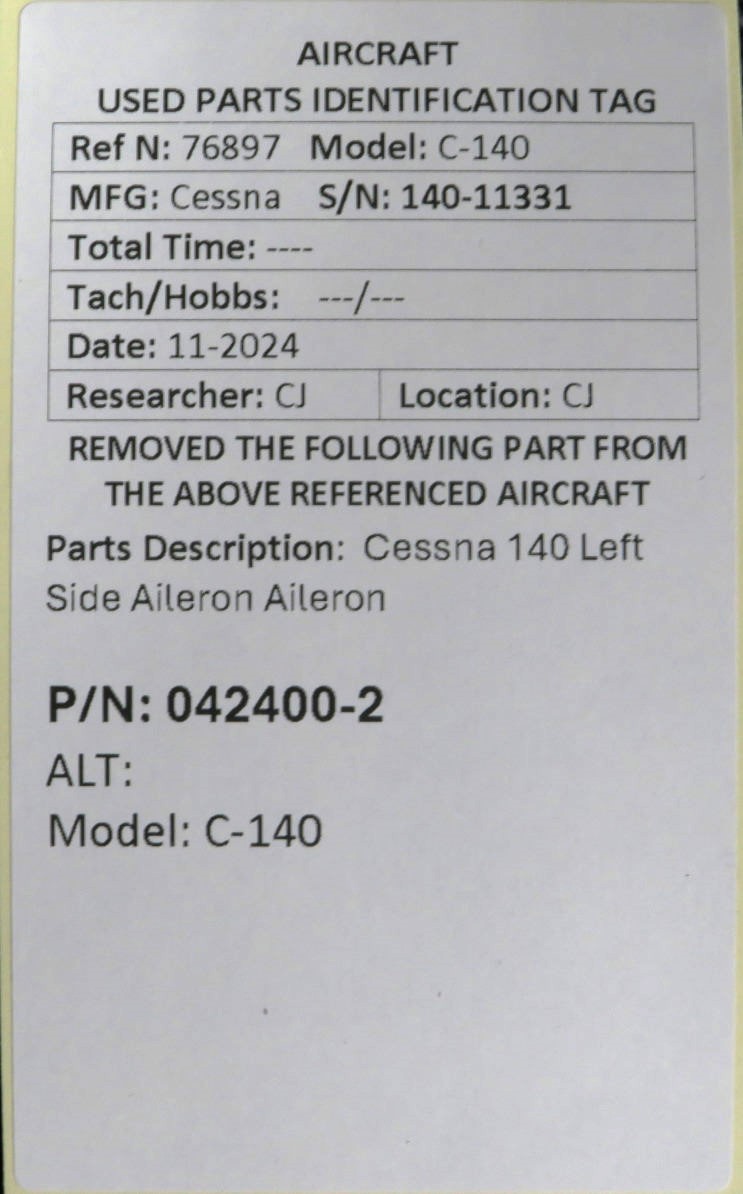 AIRCRAFT
USED PARTS IDENTIFICATION TAG
Ref N: 76897 Model: C-140
MFG: Cessna S/N: 140-11331
Total Time: ----
Tach/Hobbs: ---/---
Date: 11-2024
Researcher: CJ Location: CJ
REMOVED THE FOLLOWING PART FROM
THE ABOVE REFERENCED AIRCRAFT
Parts Description: Cessna 140 Left
Side Aileron Aileron
P/N: 042400-2
ALT:
Model: C-140